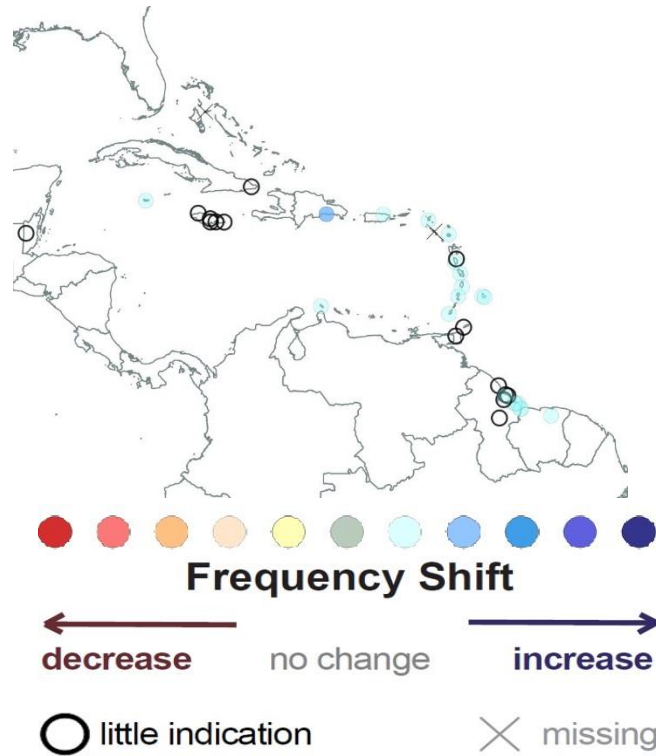 Frequency Shift
decrease no change increase
little indication missing